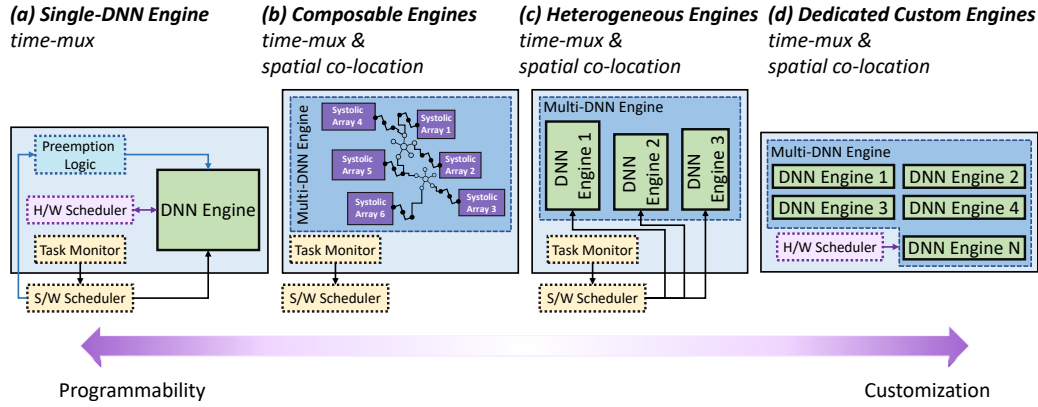 (a) Single-DNN Engine
time-mux
Preemption
Logic
H/W Scheduler
DNN Engine
Task Monitor
S/W Scheduler
(b) Composable Engines
time-mux &
spatial co-location
Multi-DNN Engine
Systolic
Array 4
Systolic
Array 1
Systolic
Array 5
Systolic
Array 2
Systolic
Array 6
Systolic
Array 3
Task Monitor
S/W Scheduler
(c) Heterogeneous Engines
time-mux &
spatial co-location
Multi-DNN Engine
DNN
Engine 1
DNN
Engine 2
DNN
Engine 3
Task Monitor
S/W Scheduler
(d) Dedicated Custom Engines
time-mux &
spatial co-location
Multi-DNN Engine
DNN Engine 1
DNN Engine 2
DNN Engine 3
DNN Engine 4
H/W Scheduler
DNN Engine N
Programmability
Customization